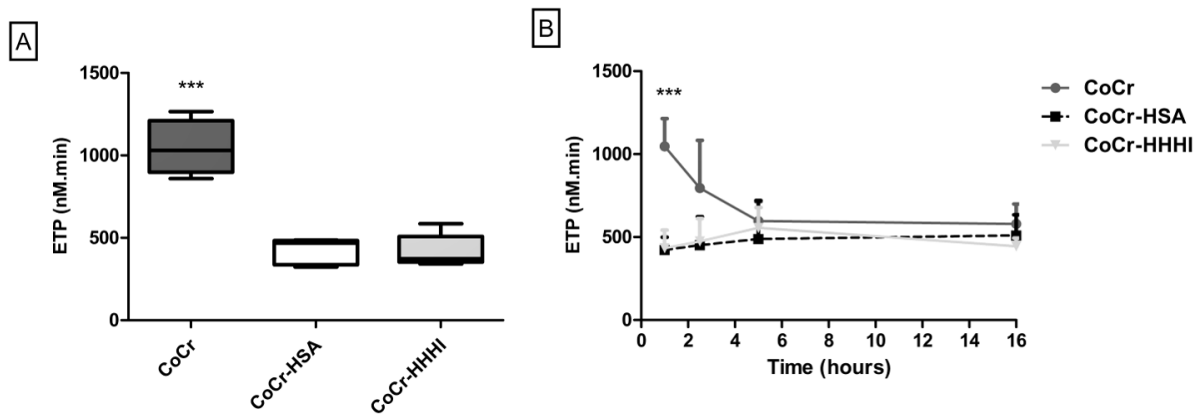 A
ETP (nM.min)
1500
1000
500
0
***
CoCr
CoCr-HSA
CoCr-HHHI
B
ETP (nM.min)
1500
1000
500
0
***
0 2 4 6 8 10 12 14 16
Time (hours)
CoCr
CoCr-HSA
CoCr-HHHI